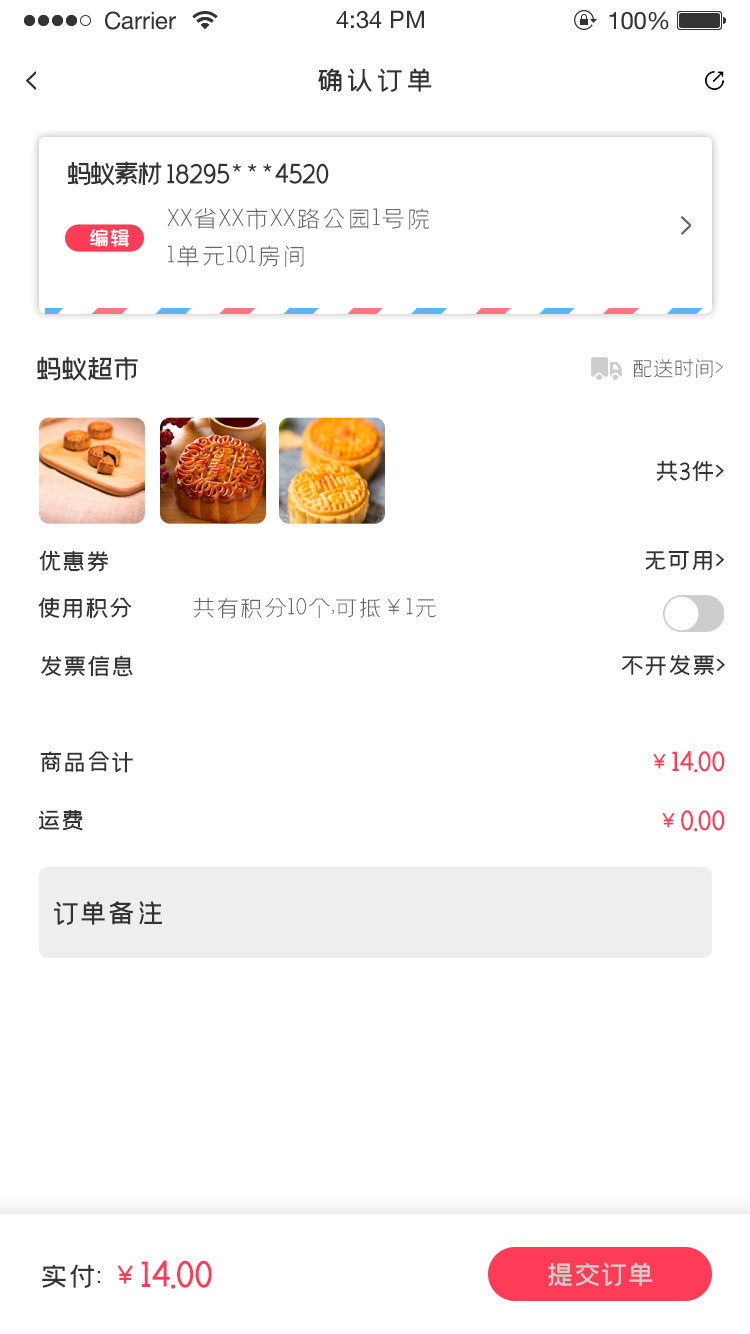 Carrier 4:34 PM 100%
确认订单
蚂蚁素材 18295***4520
编辑
XX省XX市XX路公园1号院
1单元101房间
蚂蚁超市 配送时间>
共3件>
优惠券 无可用>
使用积分 共有积分10个,可抵￥1元
发票信息 不开发票>
商品合计 ￥14.00
运费 ￥0.00
订单备注
实付: ￥14.00 提交订单